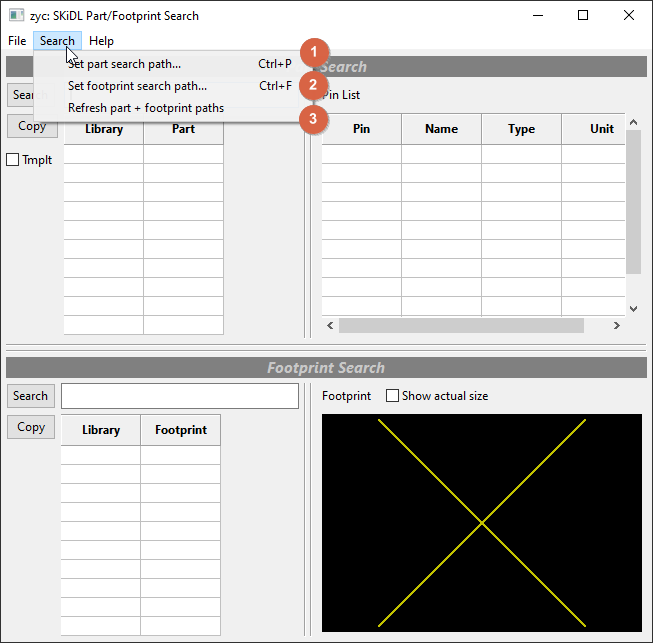 zyc: SKiDL Part/Footprint Search
File Search Help
Set part search path... Ctrl+P 1
Set footprint search path... Ctrl+F 2
Refresh part + footprint paths 3
Search
Sear
Pin List
Copy
Library Part
Pin Name Type Unit
Tmplt
Footprint Search
Search
Footprint Show actual size
Copy
Library Footprint